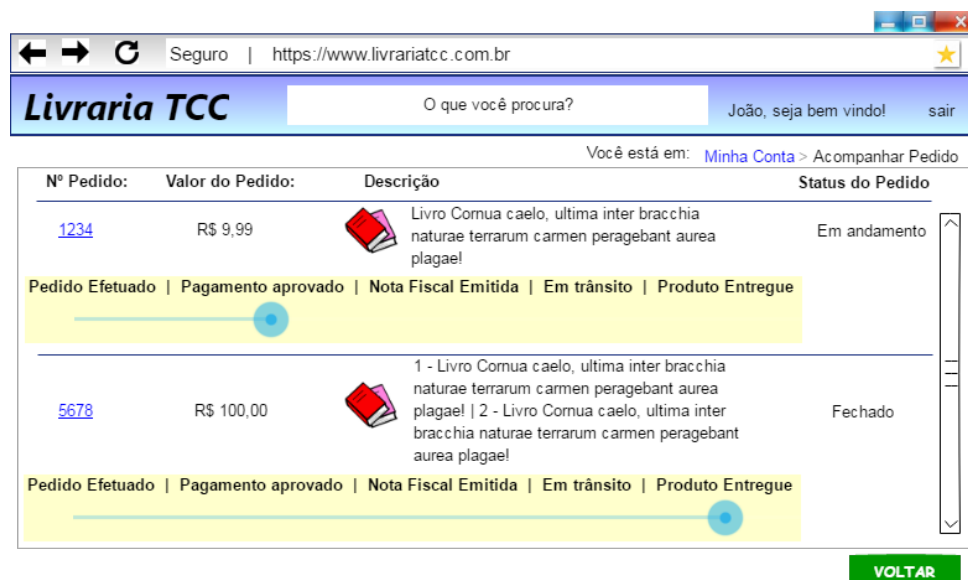 Seguro | https://www.livrariatcc.com.br
Livraria TCC O que você procura? João, seja bem vindo! sair
Você está em: Minha Conta > Acompanhar Pedido
Nº Pedido: Valor do Pedido: Descrição Status do Pedido
1234 R$ 9,99 Livro Cornua caelo, ultima inter bracchia
naturae terrarum carmen peragebant aurea
plagae!
Em andamento
Pedido Efetuado | Pagamento aprovado | Nota Fiscal Emitida | Em trânsito | Produto Entregue
5678 R$ 100,00 1 - Livro Cornua caelo, ultima inter bracchia
naturae terrarum carmen peragebant aurea
plagae! | 2 - Livro Cornua caelo, ultima inter
bracchia naturae terrarum carmen peragebant
aurea plagae!
Fechado
Pedido Efetuado | Pagamento aprovado | Nota Fiscal Emitida | Em trânsito | Produto Entregue
VOLTAR